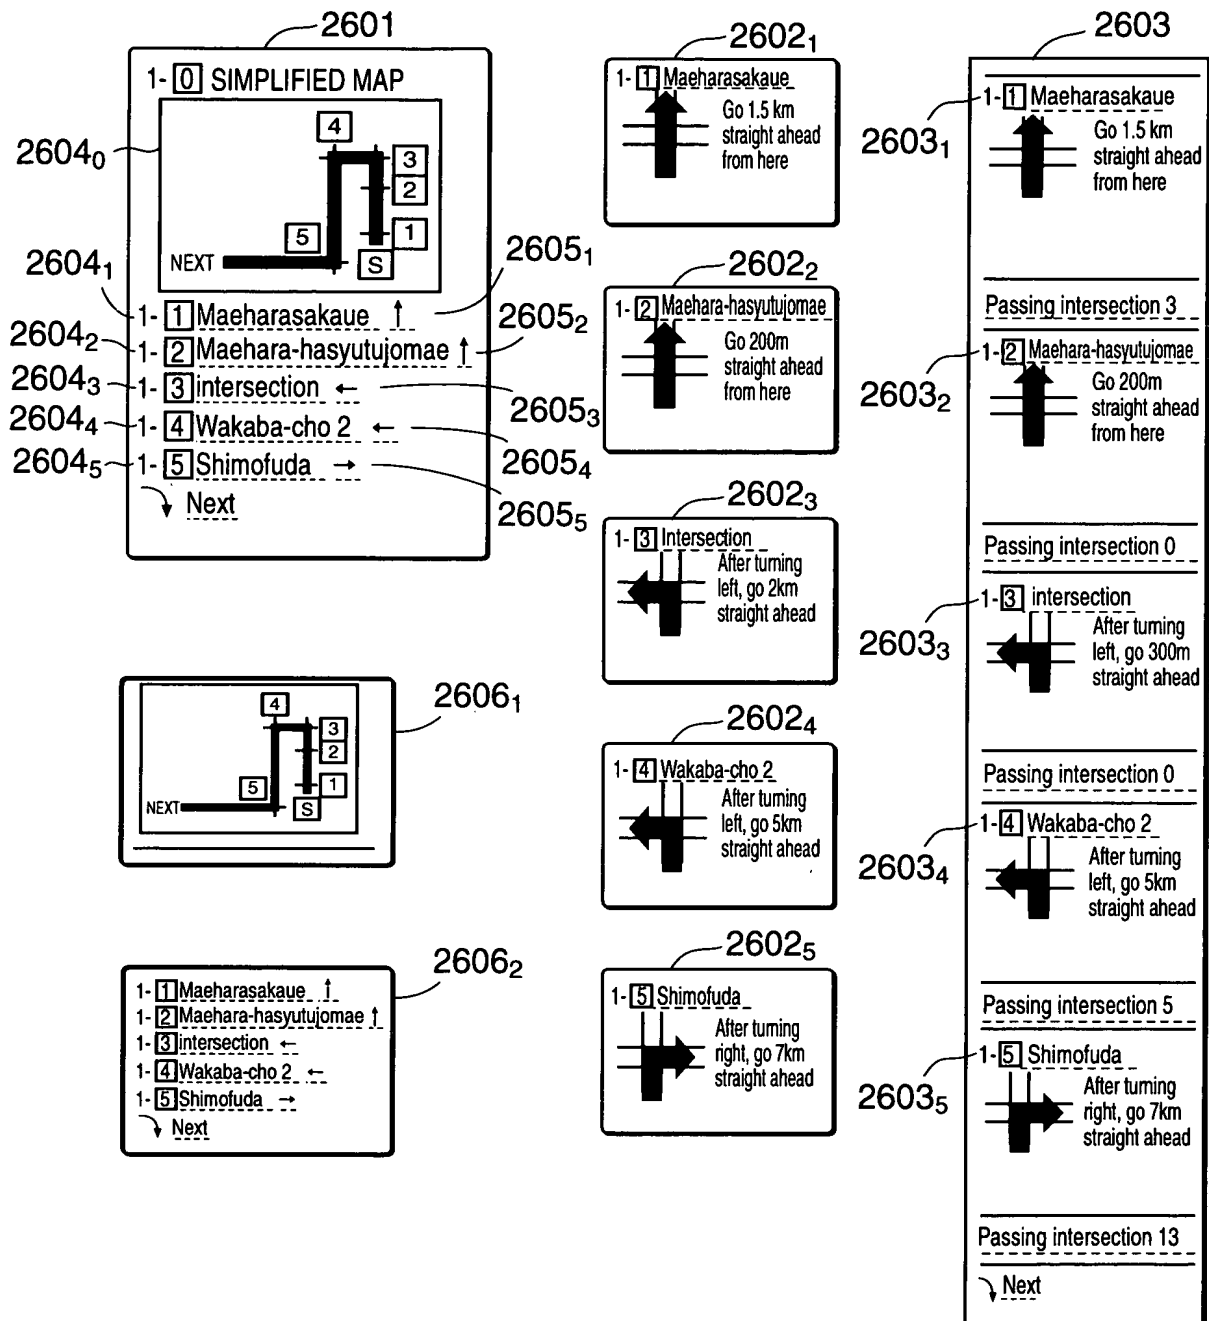 2601
1- 0 SIMPLIFIED MAP
2604₀
4
3
2
5
1
NEXT
S
2604₁
2605₁
1- 1 Maeharasakaue ↑
2604₂
2605₂
1- 2 Maehara-hasyutujomae ↑
2604₃
1- 3 intersection ←
2605₃
2604₄
1- 4 Wakaba-cho 2 ←
2605₄
2604₅
1- 5 Shimofuda →
2605₅
Next
2606₁
4
3
2
5
1
NEXT
S
2606₂
1- 1 Maeharasakaue ↑
1- 2 Maehara-hasyutujomae ↑
1- 3 intersection ←
1- 4 Wakaba-cho 2 ←
1- 5 Shimofuda →
Next
2602₁
1- 1 Maeharasakaue
Go 1.5 km
straight ahead
from here
2602₂
1- 2 Maehara-hasyutujomae
Go 200m
straight ahead
from here
2602₃
1- 3 Intersection
After turning
left, go 2km
straight ahead
2602₄
1- 4 Wakaba-cho 2
After turning
left, go 5km
straight ahead
2602₅
1- 5 Shimofuda
After turning
right, go 7km
straight ahead
2603
2603₁
1- 1 Maeharasakaue
Go 1.5 km
straight ahead
from here
Passing intersection 3
2603₂
1- 2 Maehara-hasyutujomae
Go 200m
straight ahead
from here
Passing intersection 0
2603₃
1- 3 intersection
After turning
left, go 300m
straight ahead
Passing intersection 0
2603₄
1- 4 Wakaba-cho 2
After turning
left, go 5km
straight ahead
Passing intersection 5
2603₅
1- 5 Shimofuda
After turning
right, go 7km
straight ahead
Passing intersection 13
Next